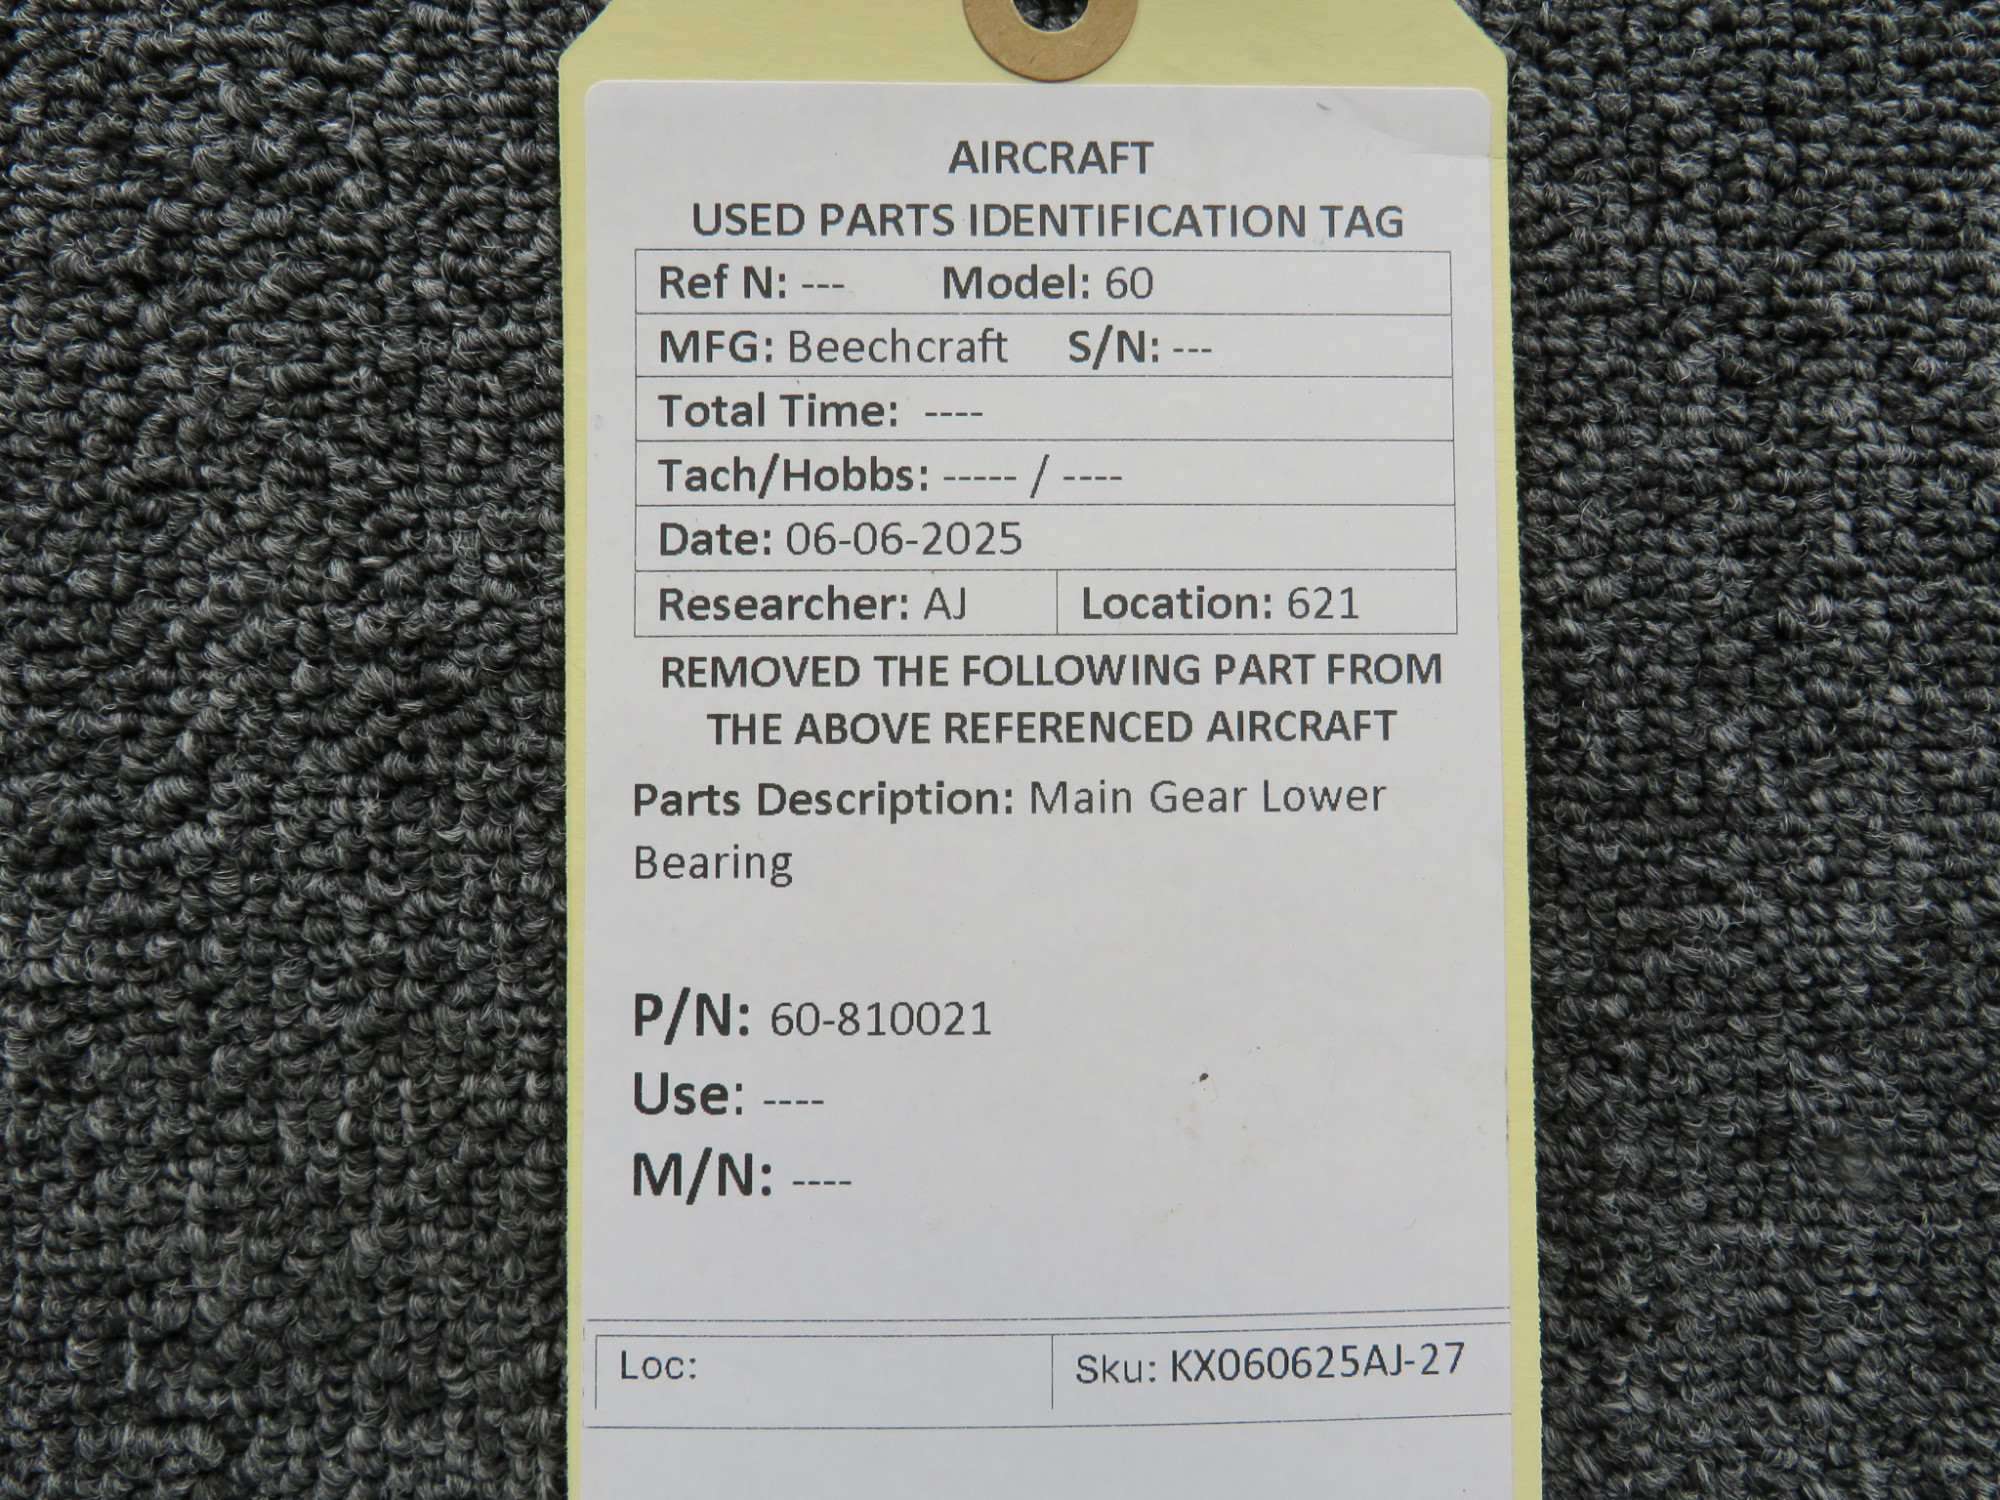 AIRCRAFT
USED PARTS IDENTIFICATION TAG
Ref N: --- Model: 60
MFG: Beechcraft S/N: ---
Total Time: ----
Tach/Hobbs: ----- / ----
Date: 06-06-2025
Researcher: AJ Location: 621
REMOVED THE FOLLOWING PART FROM
THE ABOVE REFERENCED AIRCRAFT
Parts Description: Main Gear Lower
Bearing
P/N: 60-810021
Use: ----
M/N: ----
Loc: Sku: KX060625AJ-27